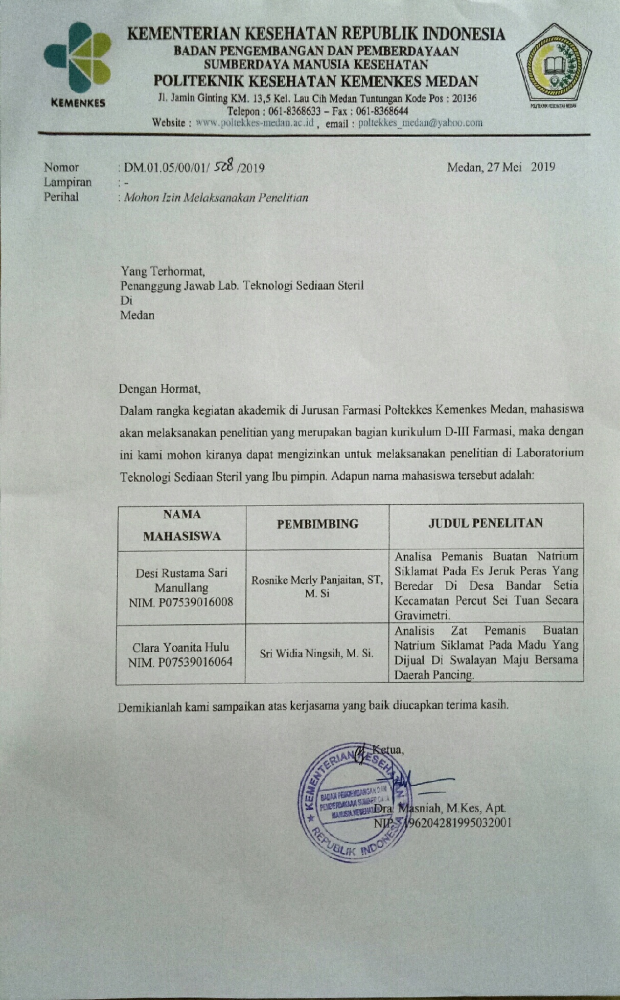 KEMENKES
KEMENTERIAN KESEHATAN REPUBLIK INDONESIA
BADAN PENGEMBANGAN DAN PEMBERDAYAAN
SUMBERDAYA MANUSIA KESEHATAN
POLITEKNIK KESEHATAN KEMENKES MEDAN
Jl. Jamin Ginting KM. 13,5 Kel. Lau Cih Medan Tuntungan Kode Pos : 20136
Telepon : 061-8368633 – Fax : 061-8368644
Website : www.poltekkes-medan.ac.id , email : poltekkes_medan@yahoo.com
POLITEKNIK KESEHATAN MEDAN
Nomor : DM.01.05/00/01/ 508 /2019 Medan, 27 Mei 2019
Lampiran : -
Perihal : Mohon Izin Melaksanakan Penelitian
Yang Terhormat,
Penanggung Jawab Lab. Teknologi Sediaan Steril
Di
Medan
Dengan Hormat,
Dalam rangka kegiatan akademik di Jurusan Farmasi Poltekkes Kemenkes Medan, mahasiswa
akan melaksanakan penelitian yang merupakan bagian kurikulum D-III Farmasi, maka dengan
ini kami mohon kiranya dapat mengizinkan untuk melaksanakan penelitian di Laboratorium
Teknologi Sediaan Steril yang Ibu pimpin. Adapun nama mahasiswa tersebut adalah:
NAMA
MAHASISWA
PEMBIMBING
JUDUL PENELITAN
Desi Rustama Sari
Manullang
NIM. P07539016008
Rosnike Merly Panjaitan, ST,
M. Si
Analisa Pemanis Buatan Natrium
Siklamat Pada Es Jeruk Peras Yang
Beredar Di Desa Bandar Setia
Kecamatan Percut Sei Tuan Secara
Gravimetri.
Clara Yoanita Hulu
NIM. P07539016064
Sri Widia Ningsih, M. Si.
Analisis Zat Pemanis Buatan
Natrium Siklamat Pada Madu Yang
Dijual Di Swalayan Maju Bersama
Daerah Pancing.
Demikianlah kami sampaikan atas kerjasama yang baik diucapkan terima kasih.
Ketua,
KEMENTERIAN KESEHATAN
BADAN PENGEMBANGAN DAN
PEMBERDAYAAN SUMBER DAYA
MANUSIA KESEHATAN
REPUBLIK INDONESIA
Dra. Masniah, M.Kes, Apt.
NIP. 196204281995032001